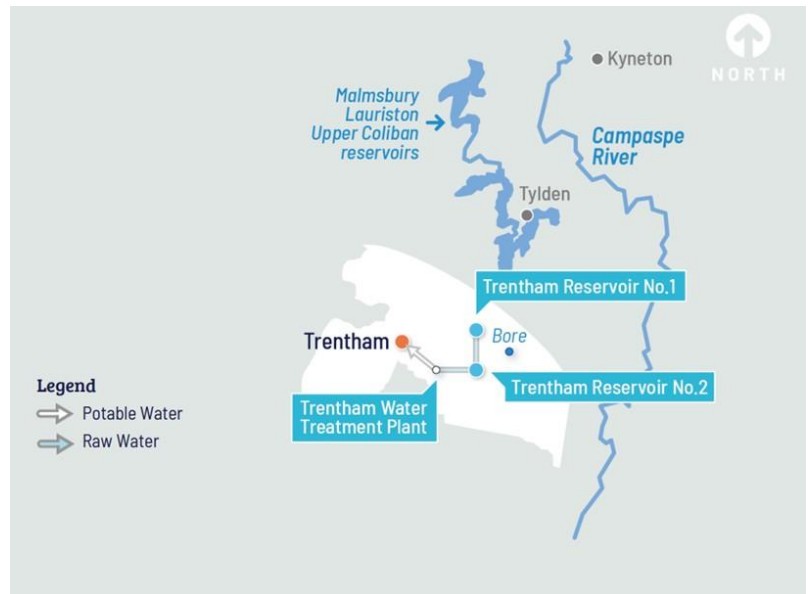 NORTH
Kyneton
Malmsbury
Lauriston
Upper Coliban
reservoirs
Campaspe
River
Tylden
Trentham Reservoir No.1
Trentham
Bore
Trentham Reservoir No.2
Trentham Water
Treatment Plant
Legend
Potable Water
Raw Water